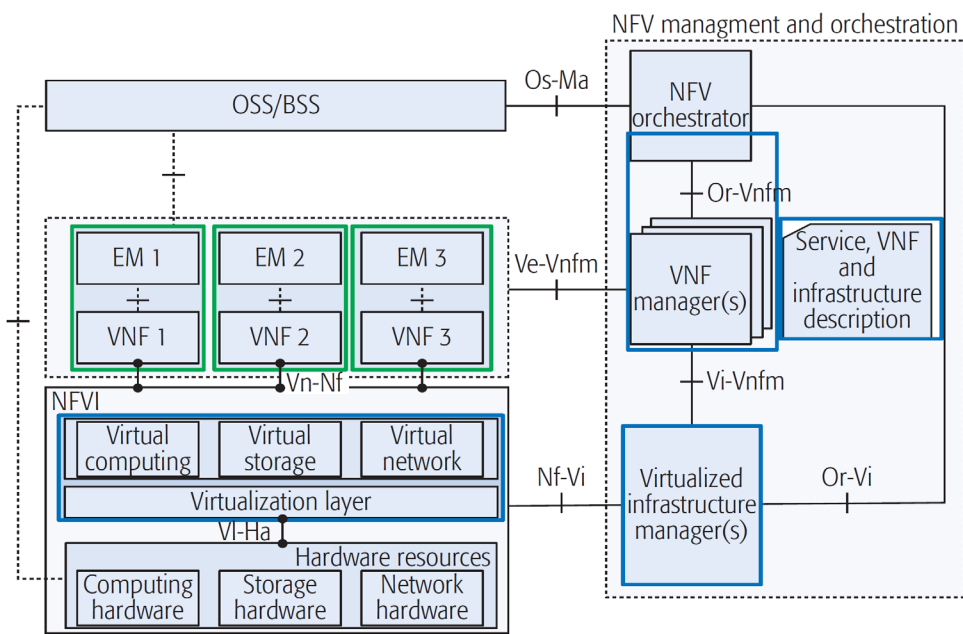 NFV managment and orchestration
OSS/BSS
Os-Ma
NFV
orchestrator
Or-Vnfm
EM 1
EM 2
EM 3
Ve-Vnfm
VNF
manager(s)
Service, VNF
and
infrastructure
description
VNF 1
VNF 2
VNF 3
Vn-Nf
Vi-Vnfm
NFVI
Virtual
computing
Virtual
storage
Virtual
network
Virtualization layer
Nf-Vi
Virtualized
infrastructure
manager(s)
Or-Vi
Vl-Ha
Hardware resources
Computing
hardware
Storage
hardware
Network
hardware